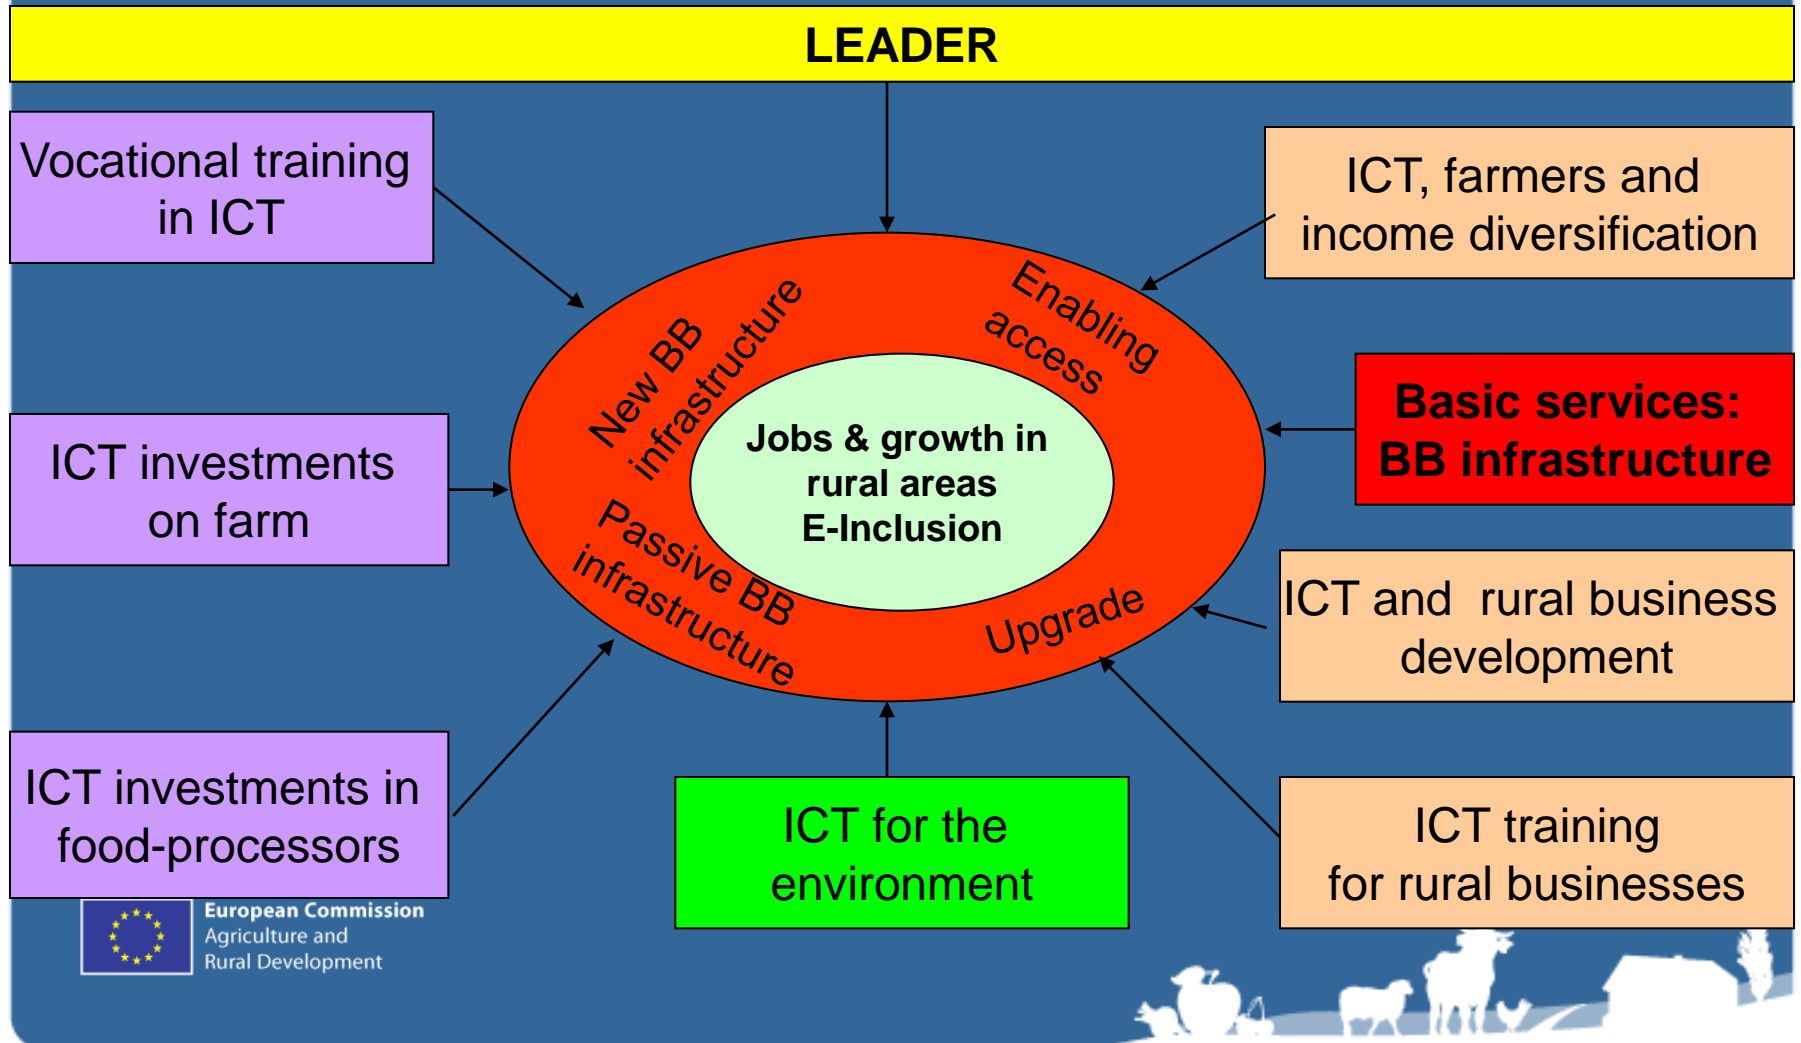 LEADER
Vocational training
in ICT
ICT, farmers and
income diversification
New BB
infrastructure
Enabling
access
Basic services:
BB infrastructure
ICT investments
on farm
Jobs & growth in
rural areas
E-Inclusion
Passive BB
infrastructure
Upgrade
ICT and rural business
development
ICT investments in
food-processors
ICT for the
environment
ICT training
for rural businesses
European Commission
Agriculture and
Rural Development